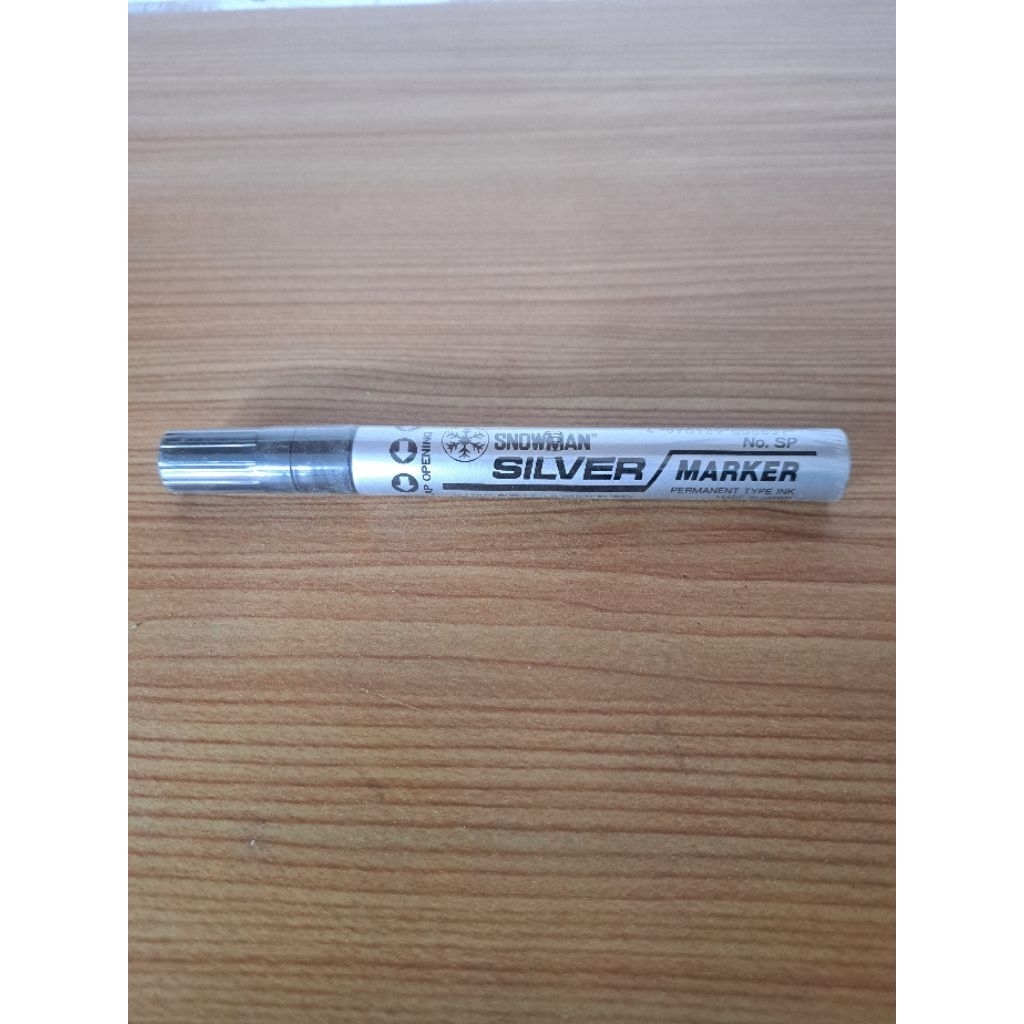 SNOWMAN
No. SP
SILVER MARKER
PERMANENT TYPE INK
OPENING